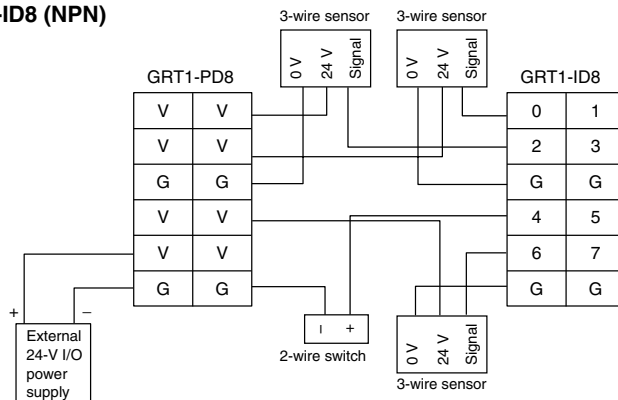 -ID8 (NPN)
3-wire sensor 3-wire sensor
0 V 24 V Signal 0 V 24 V Signal
GRT1-PD8 GRT1-ID8
V V 0 1
V V 2 3
G G G G
V V 4 5
V V 6 7
G G G G
+ −
External
24-V I/O
power
supply
− +
2-wire switch
0 V 24 V Signal
3-wire sensor